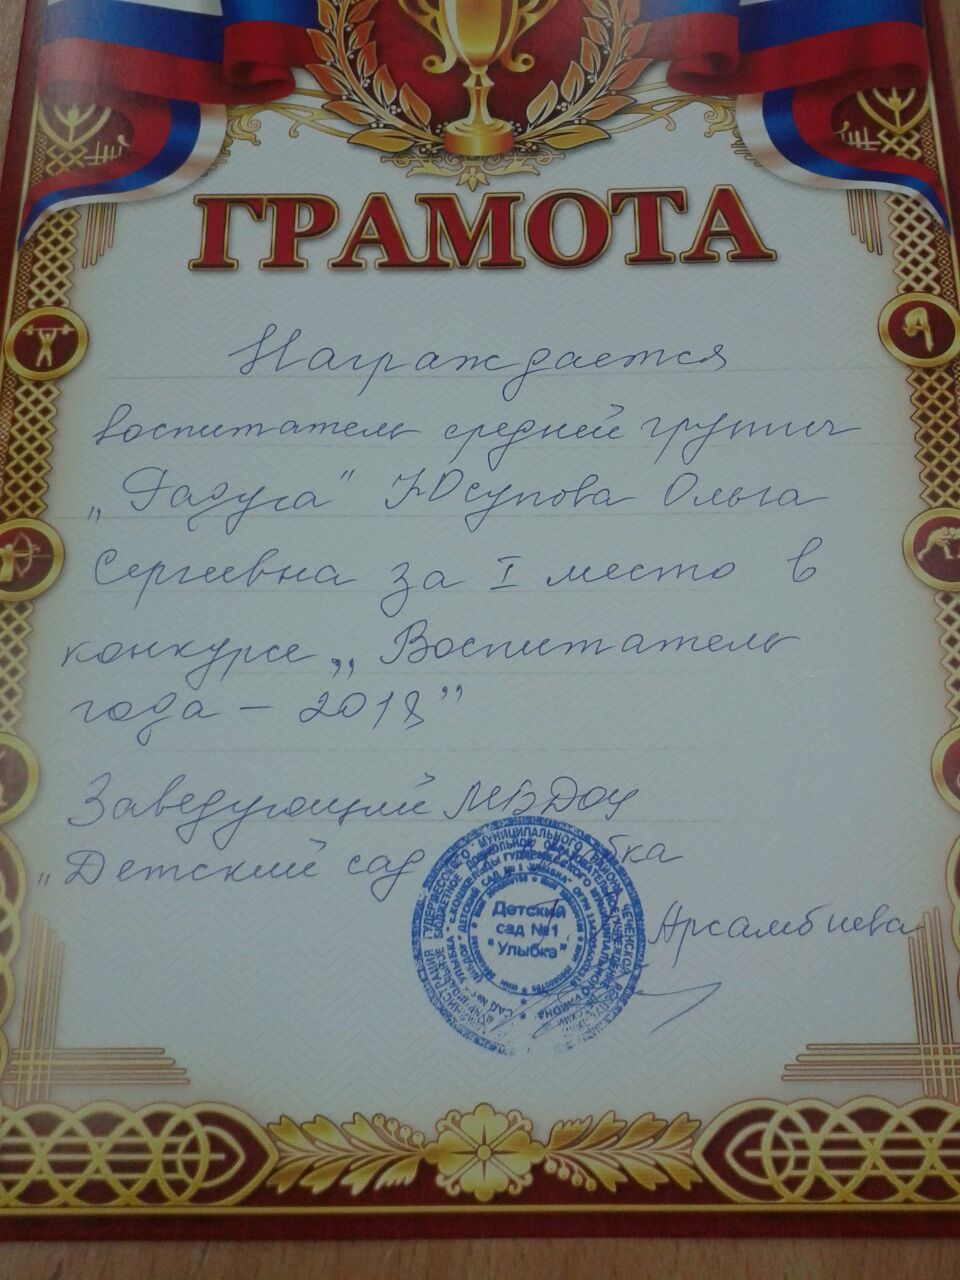 ГРАМОТА
Награждается
воспитатель средней группы
„Радуга" Юсупова Ольга
Сергеевна за I место в
конкурсе „Воспитатель
года - 2018"
Заведующий МБДОУ
„Детский сад
Арсамбиева
Детский
сад №1
"Улыбка"